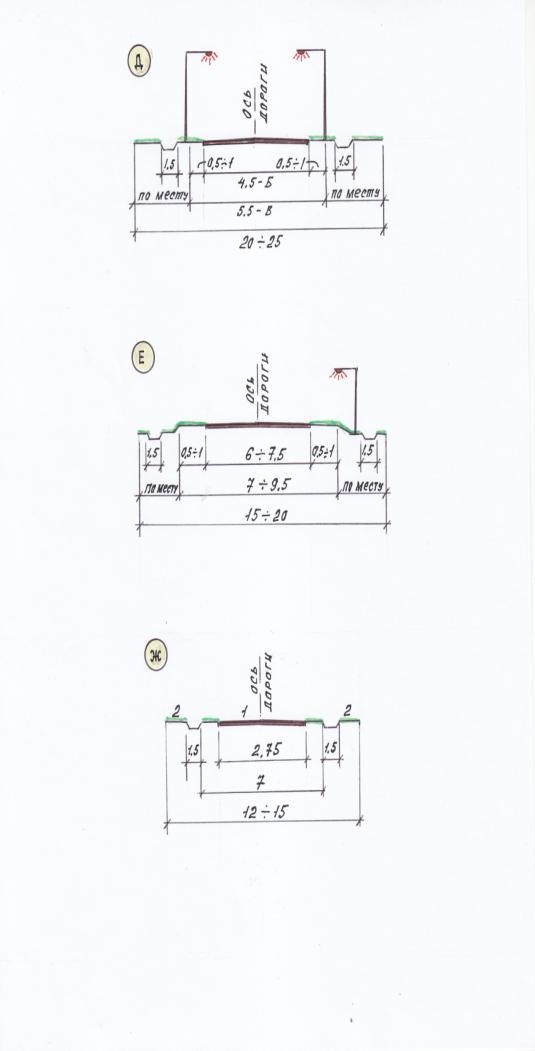 Д
ОСЬ
ДОРОГИ
1,5
0,5÷1
0,5÷1
1.5
4,5-Б
ПО МЕСТУ
ПО МЕСТУ
5.5-В
20÷25
Е
ОСЬ
ДОРОГИ
1.5
0,5÷1
6÷7,5
0,5÷1
1.5
ПО МЕСТУ
7÷9.5
ПО МЕСТУ
15÷20
Ж
ОСЬ
ДОРОГИ
2
1
2
1,5
2,75
1,5
7
12÷15